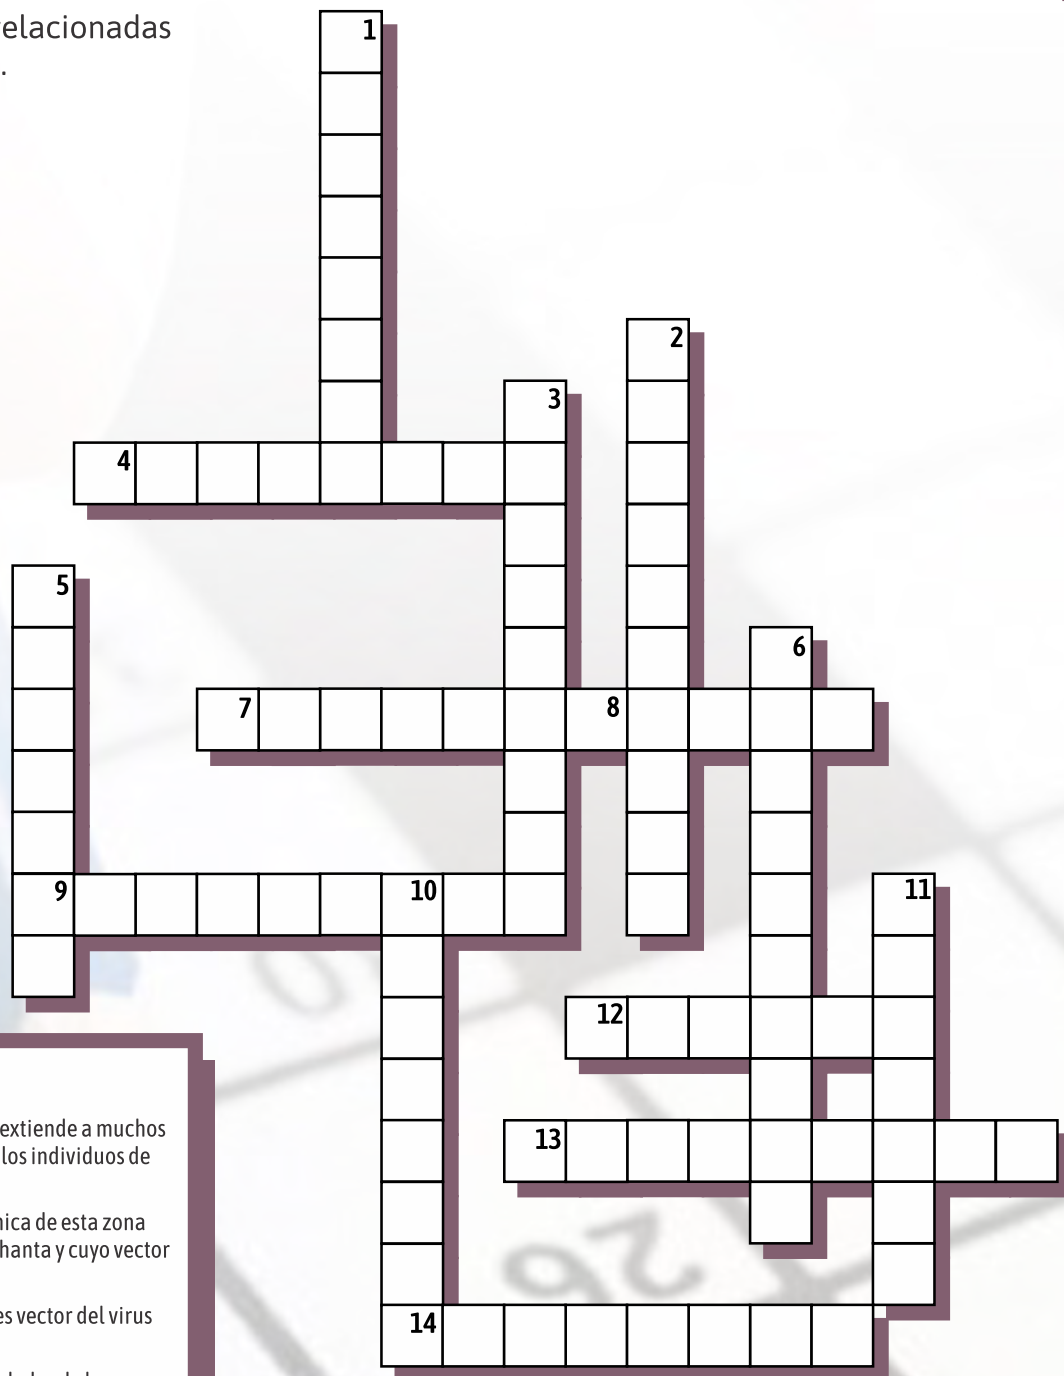 elacionadas
.
1
2
3
4
5
6
7
8
9
10
11
12
13
extiende a muchos
los individuos de
nica de esta zona
hanta y cuyo vector
es vector del virus
14
26